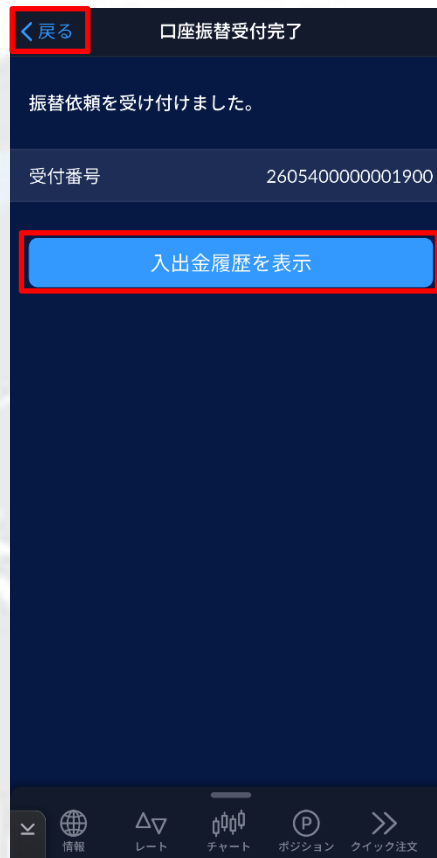 戻る 口座振替受付完了
振替依頼を受け付けました。
受付番号 2605400000001900
入出金履歴を表示
情報 レート チャート ポジション クイック注文